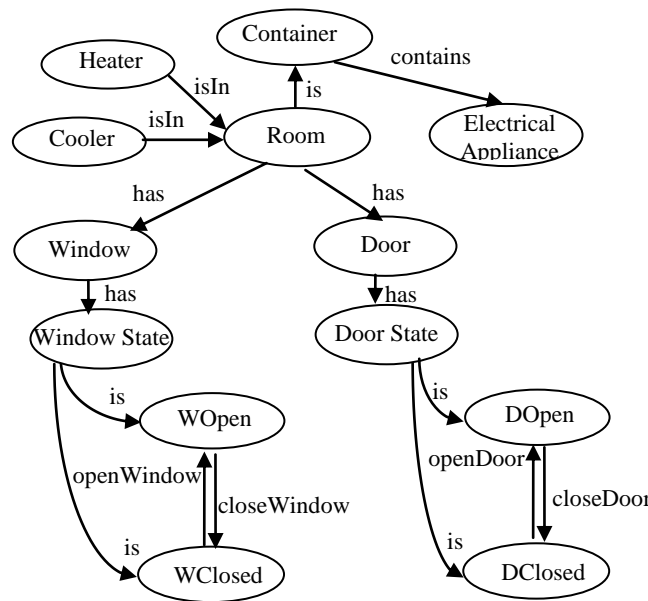 Container
Heater
contains
isIn
is
isIn
Cooler
Room
Electrical
Appliance
has
has
Window
Door
has
has
Window State
Door State
is
is
WOpen
DOpen
openWindow
openDoor
closeWindow
closeDoor
is
is
WClosed
DClosed